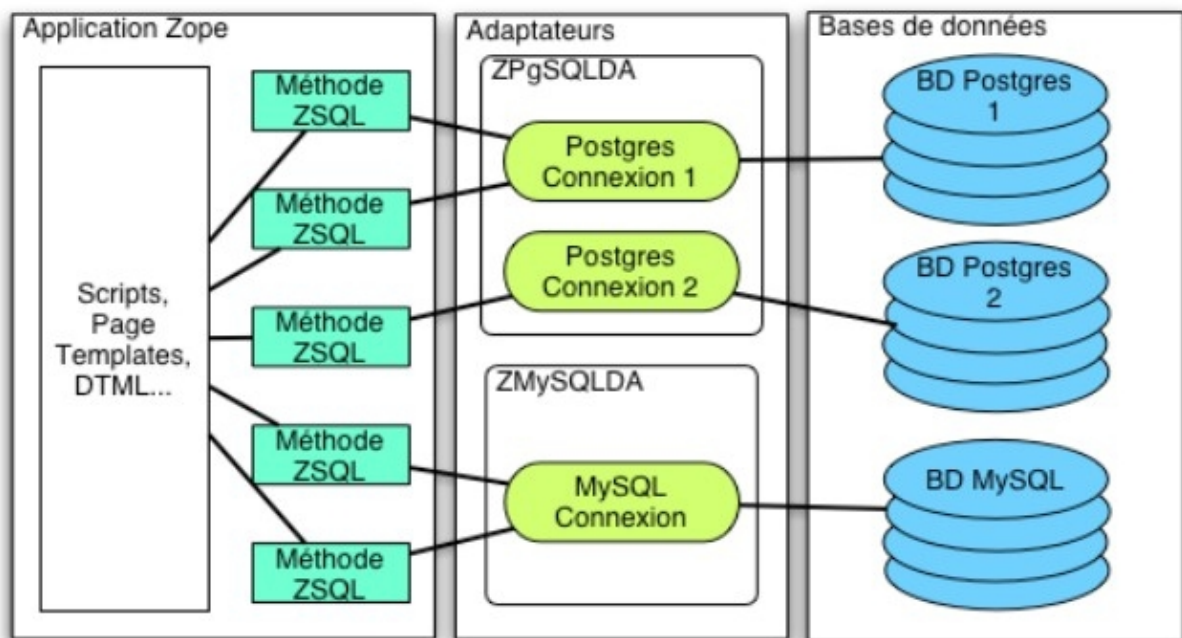 Application Zope
Scripts,
Page
Templates,
DTML...
Méthode
ZSQL
Méthode
ZSQL
Méthode
ZSQL
Méthode
ZSQL
Méthode
ZSQL
Adaptateurs
ZPgSQLDA
Postgres
Connexion 1
Postgres
Connexion 2
ZMySQLDA
MySQL
Connexion
Bases de données
BD Postgres
1
BD Postgres
2
BD MySQL